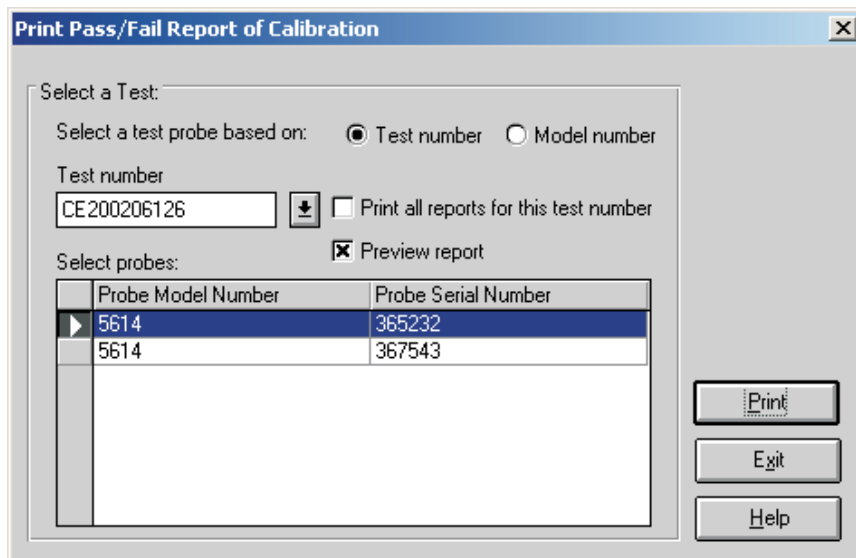 Print Pass/Fail Report of Calibration
Select a Test:
Select a test probe based on: Test number Model number
Test number
CE200206126 Print all reports for this test number
Preview report
Select probes:
Probe Model Number Probe Serial Number
5614 365232
5614 367543
Print
Exit
Help